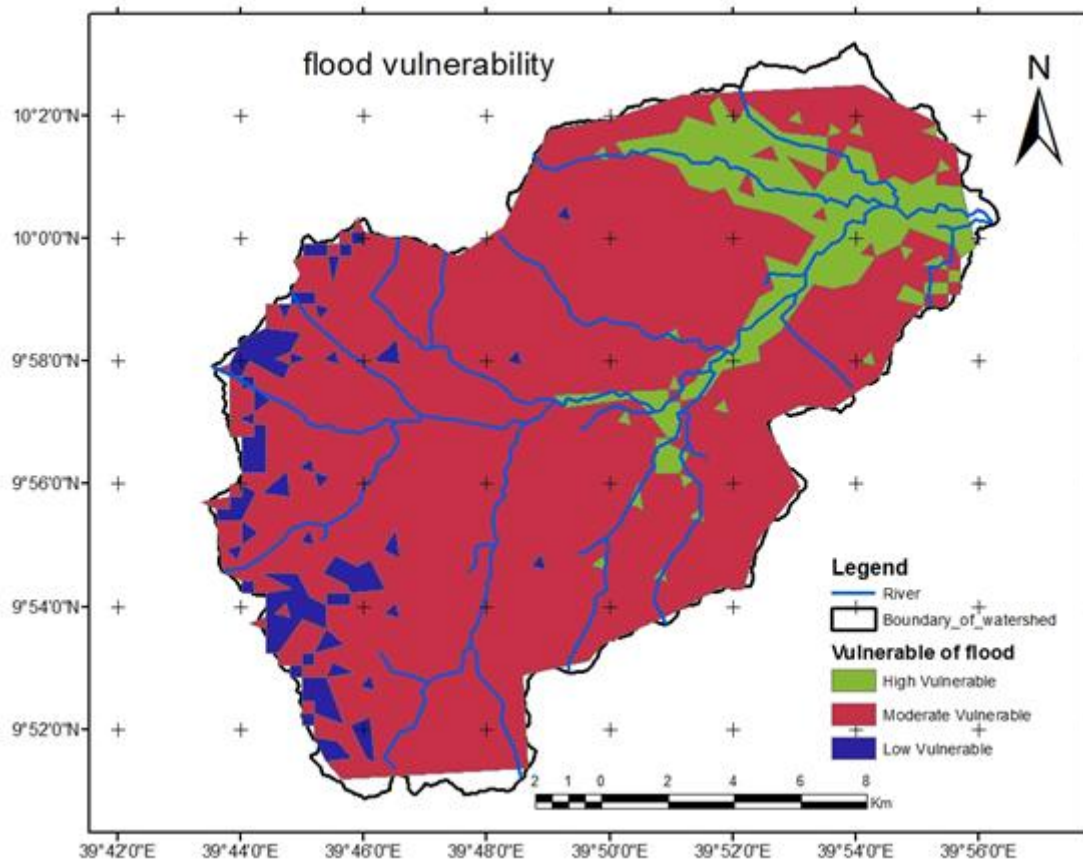 flood vulnerability
N
10°2'0"N
10°0'0"N
9°58'0"N
9°56'0"N
9°54'0"N
9°52'0"N
Legend
River
Boundary_of_watershed
Vulnerable of flood
High Vulnerable
Moderate Vulnerable
Low Vulnerable
2 1 0 2 4 6 8
Km
39°42'0"E 39°44'0"E 39°46'0"E 39°48'0"E 39°50'0"E 39°52'0"E 39°54'0"E 39°56'0"E